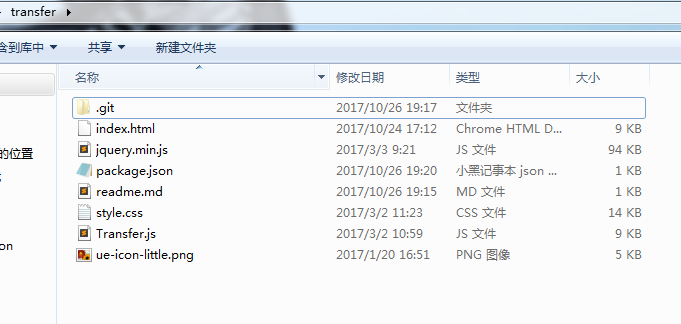 transfer
含到库中 共享 新建文件夹
名称 修改日期 类型 大小
.git 2017/10/26 19:17 文件夹
index.html 2017/10/24 17:12 Chrome HTML D... 9 KB
jquery.min.js 2017/3/3 9:21 JS 文件 94 KB
的位置
package.json 2017/10/26 19:20 小黑记事本 json ... 1 KB
readme.md 2017/10/26 19:15 MD 文件 1 KB
style.css 2017/3/2 11:23 CSS 文件 14 KB
Transfer.js 2017/3/2 10:59 JS 文件 9 KB
on
ue-icon-little.png 2017/1/20 16:51 PNG 图像 5 KB